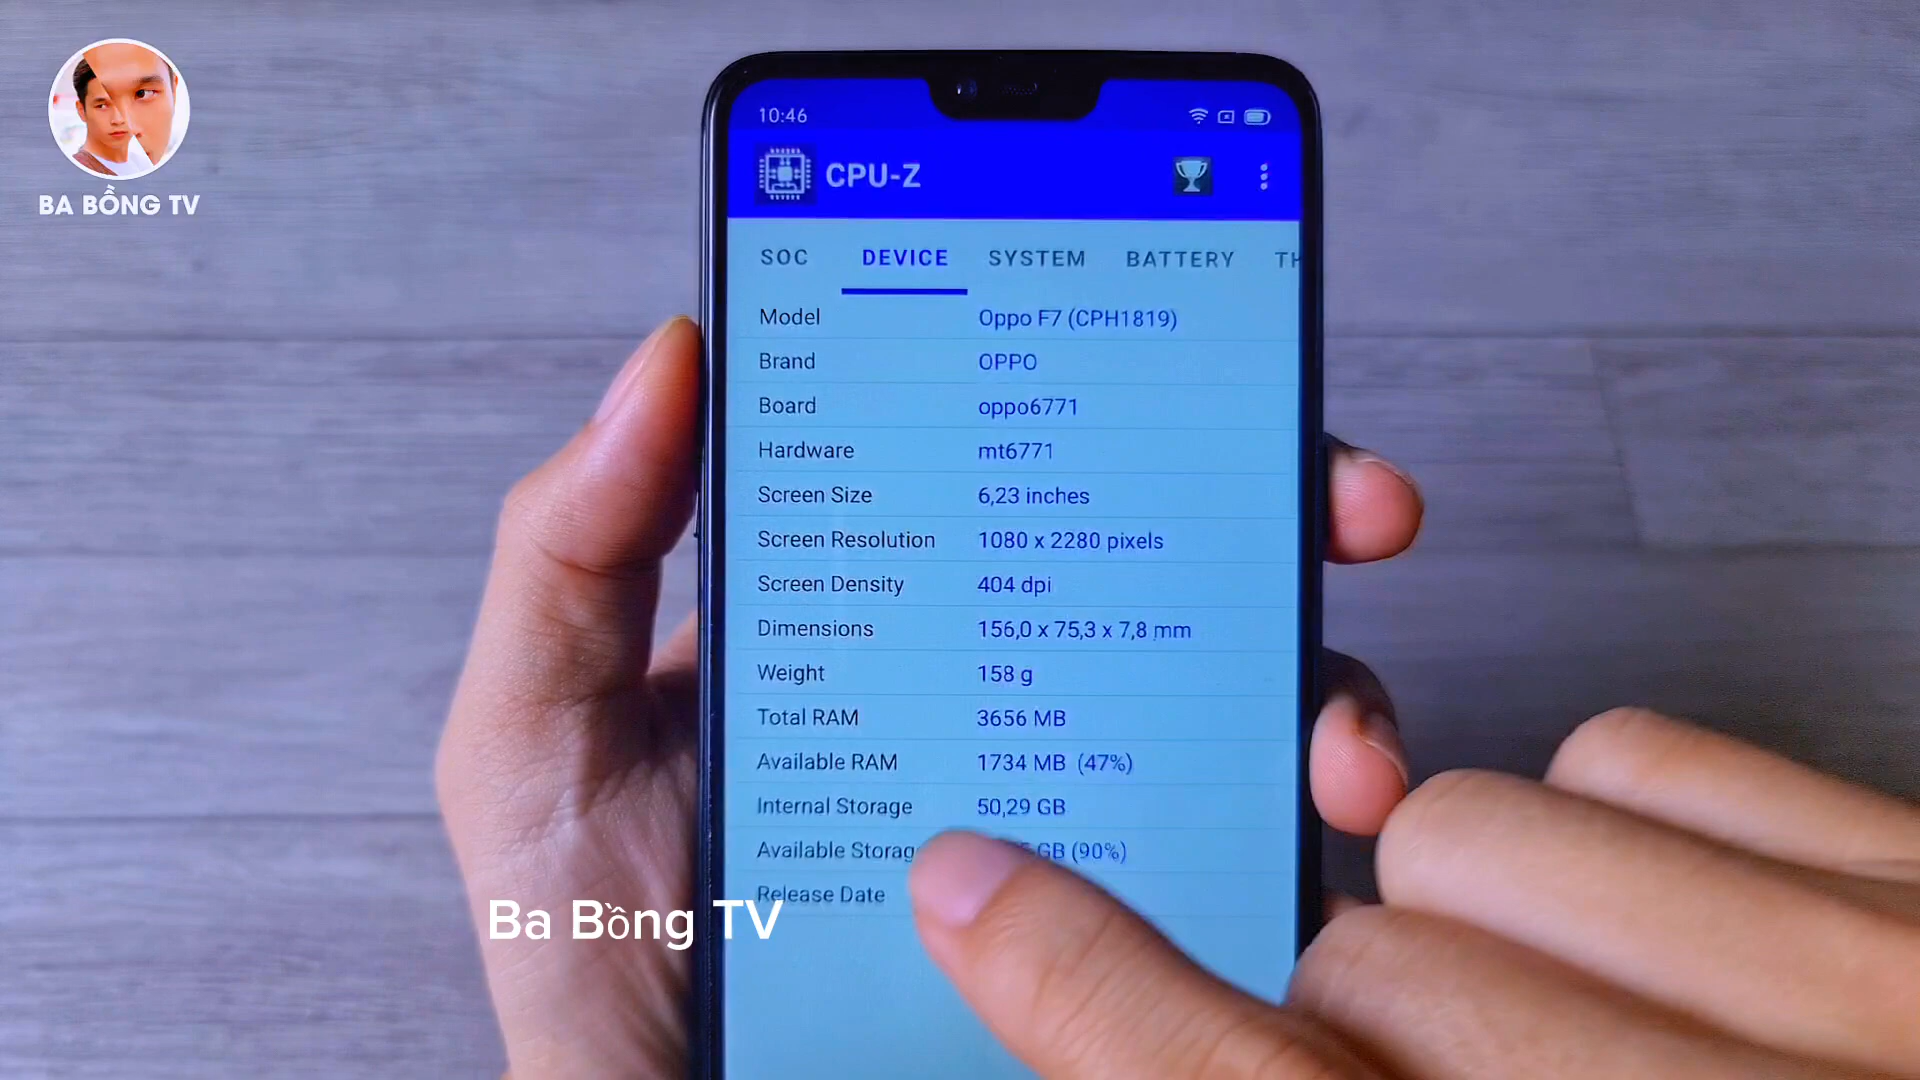 BA BỒNG TV
10:46
CPU-Z
SOC DEVICE SYSTEM BATTERY
Model Oppo F7 (CPH1819)
Brand OPPO
Board oppo6771
Hardware mt6771
Screen Size 6,23 inches
Screen Resolution 1080 x 2280 pixels
Screen Density 404 dpi
Dimensions 156,0 x 75,3 x 7,8 mm
Weight 158 g
Total RAM 3656 MB
Available RAM 1734 MB (47%)
Internal Storage 50,29 GB
Available GB (90%)
Release Date
Ba Bồng TV